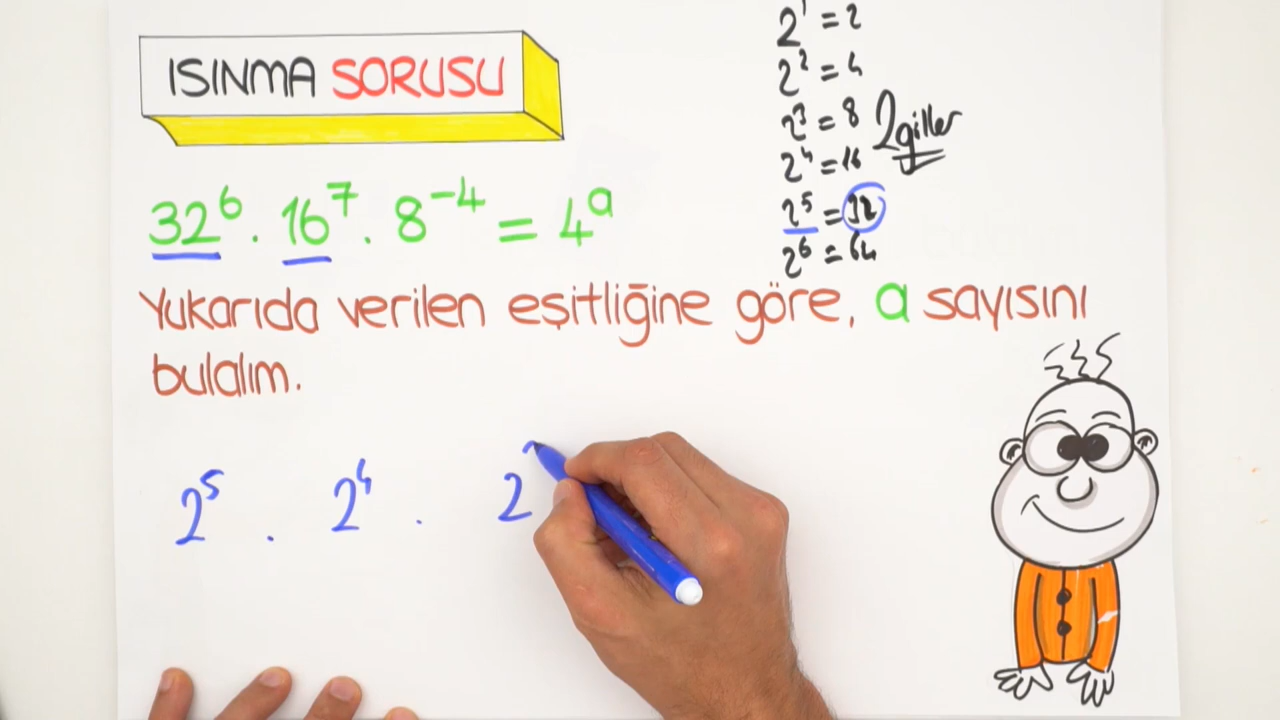 ISINMA SORUSU
2¹ = 2
2² = 4
2³ = 8
2⁴ = 16
2⁵ = 32
2⁶ = 64
2giller
32⁶ . 16⁷ . 8⁻⁴ = 4ᵃ
Yukarıda verilen eşitliğine göre, a sayısını
bulalım.
2⁵ . 2⁴ . 2